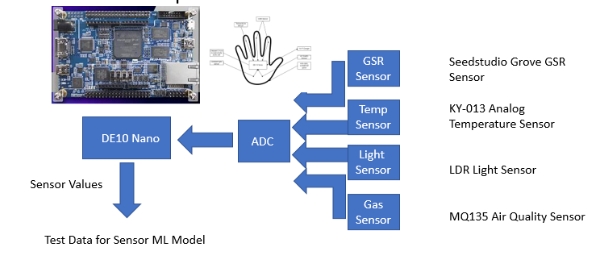 GSR
Sensor
Seedstudio Grove GSR
Sensor
Temp
Sensor
KY-013 Analog
Temperature Sensor
DE10 Nano
ADC
Light
Sensor
LDR Light Sensor
Sensor Values
Gas
Sensor
MQ135 Air Quality Sensor
Test Data for Sensor ML Model